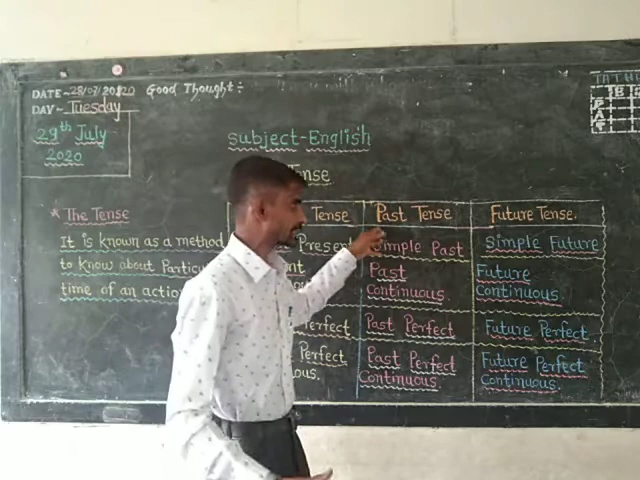 DATE~28/07/2020 Good Thought:
DAY~ Tuesday
29th July
2020
Subject-English
Tense
* The Tense
It is known as a method
to know about Particu
time of an action
Tense Past Tense Future Tense.
Present Simple Past Simple Future
Past Continuous. Future Continuous
Perfect Past Perfect Future Perfect.
Perfect Past Perfect Continuous. Future Perfect Continuous.